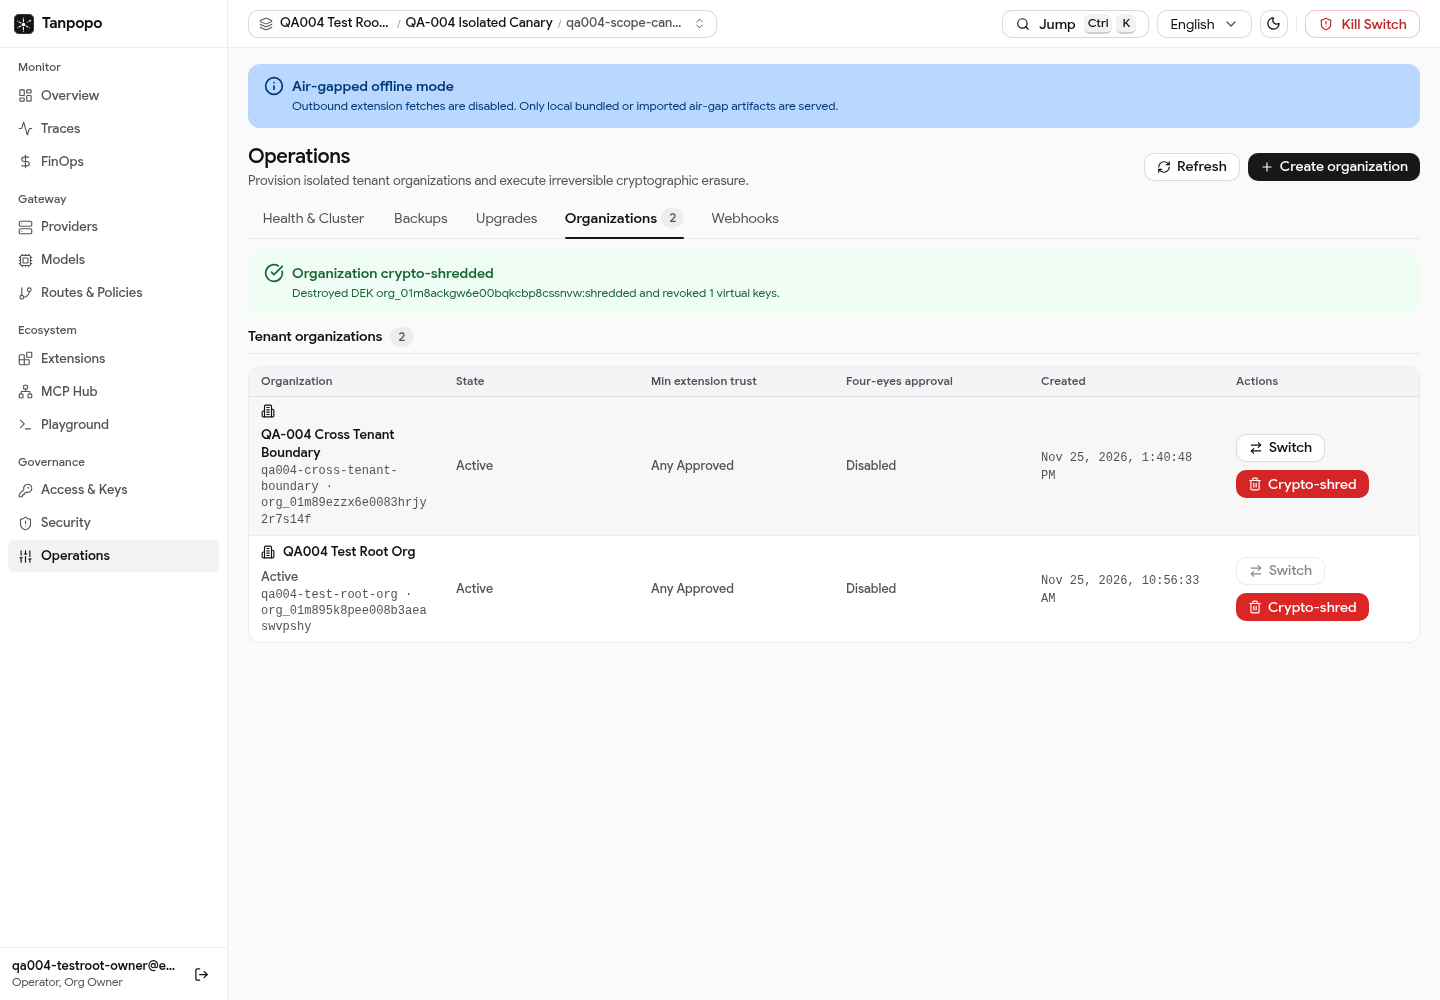 Tanpopo
QA004 Test Roo... / QA-004 Isolated Canary / qa004-scope-can...
Jump Ctrl K
English
Kill Switch
Monitor
Overview
Traces
FinOps
Gateway
Providers
Models
Routes & Policies
Ecosystem
Extensions
MCP Hub
Playground
Governance
Access & Keys
Security
Operations
qa004-testroot-owner@e...
Operator, Org Owner
Air-gapped offline mode
Outbound extension fetches are disabled. Only local bundled or imported air-gap artifacts are served.
Operations
Provision isolated tenant organizations and execute irreversible cryptographic erasure.
Refresh
Create organization
Health & Cluster Backups Upgrades Organizations 2 Webhooks
Organization crypto-shredded
Destroyed DEK org_01m8ackgw6e00bqkcbp8cssnvw:shredded and revoked 1 virtual keys.
Tenant organizations 2
Organization State Min extension trust Four-eyes approval Created Actions
QA-004 Cross Tenant
Boundary
qa004-cross-tenant-
boundary ·
org_01m89ezzx6e0083hrjy
2r7s14f
Active
Any Approved
Disabled
Nov 25, 2026, 1:40:48
PM
Switch
Crypto-shred
QA004 Test Root Org
Active
qa004-test-root-org ·
org_01m895k8pee008b3aea
swvpshy
Active
Any Approved
Disabled
Nov 25, 2026, 10:56:33
AM
Switch
Crypto-shred